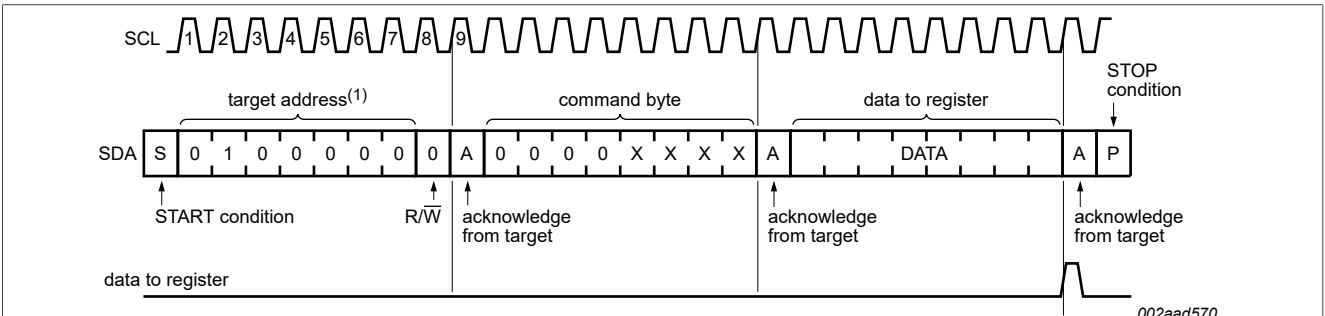 SCL 1 2 3 4 5 6 7 8 9
STOP
condition
target address(1) command byte data to register
SDA S 0 1 0 0 0 0 0 0 A 0 0 0 0 X X X X A DATA A P
START condition R/W acknowledge
from target acknowledge
from target acknowledge
from target
data to register
002aad570